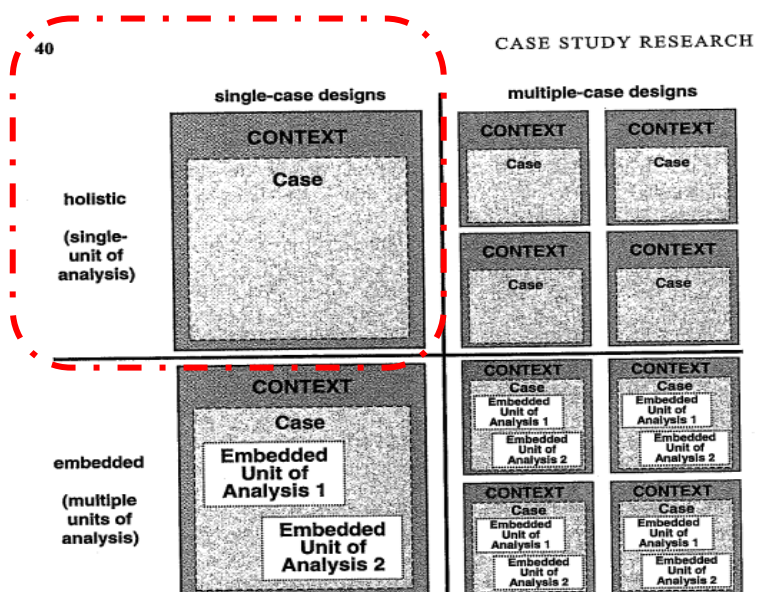 40
CASE STUDY RESEARCH
single-case designs
multiple-case designs
CONTEXT
Case
holistic
(single-
unit of
analysis)
CONTEXT
Case
CONTEXT
Case
CONTEXT
Case
CONTEXT
Case
CONTEXT
Case
Embedded
Unit of
Analysis 1
Embedded
Unit of
Analysis 2
embedded
(multiple
units of
analysis)
CONTEXT
Case
Embedded
Unit of
Analysis 1
Embedded
Unit of
Analysis 2
CONTEXT
Case
Embedded
Unit of
Analysis 1
Embedded
Unit of
Analysis 2
CONTEXT
Case
Embedded
Unit of
Analysis 1
Embedded
Unit of
Analysis 2
CONTEXT
Case
Embedded
Unit of
Analysis 1
Embedded
Unit of
Analysis 2